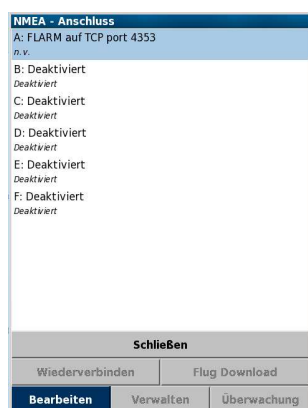 NMEA - Anschluss
A: FLARM auf TCP port 4353
n.v.
B: Deaktiviert
Deaktiviert
C: Deaktiviert
Deaktiviert
D: Deaktiviert
Deaktiviert
E: Deaktiviert
Deaktiviert
F: Deaktiviert
Deaktiviert
Schließen
Wiederverbinden Flug Download
Bearbeiten Verwalten Überwachung